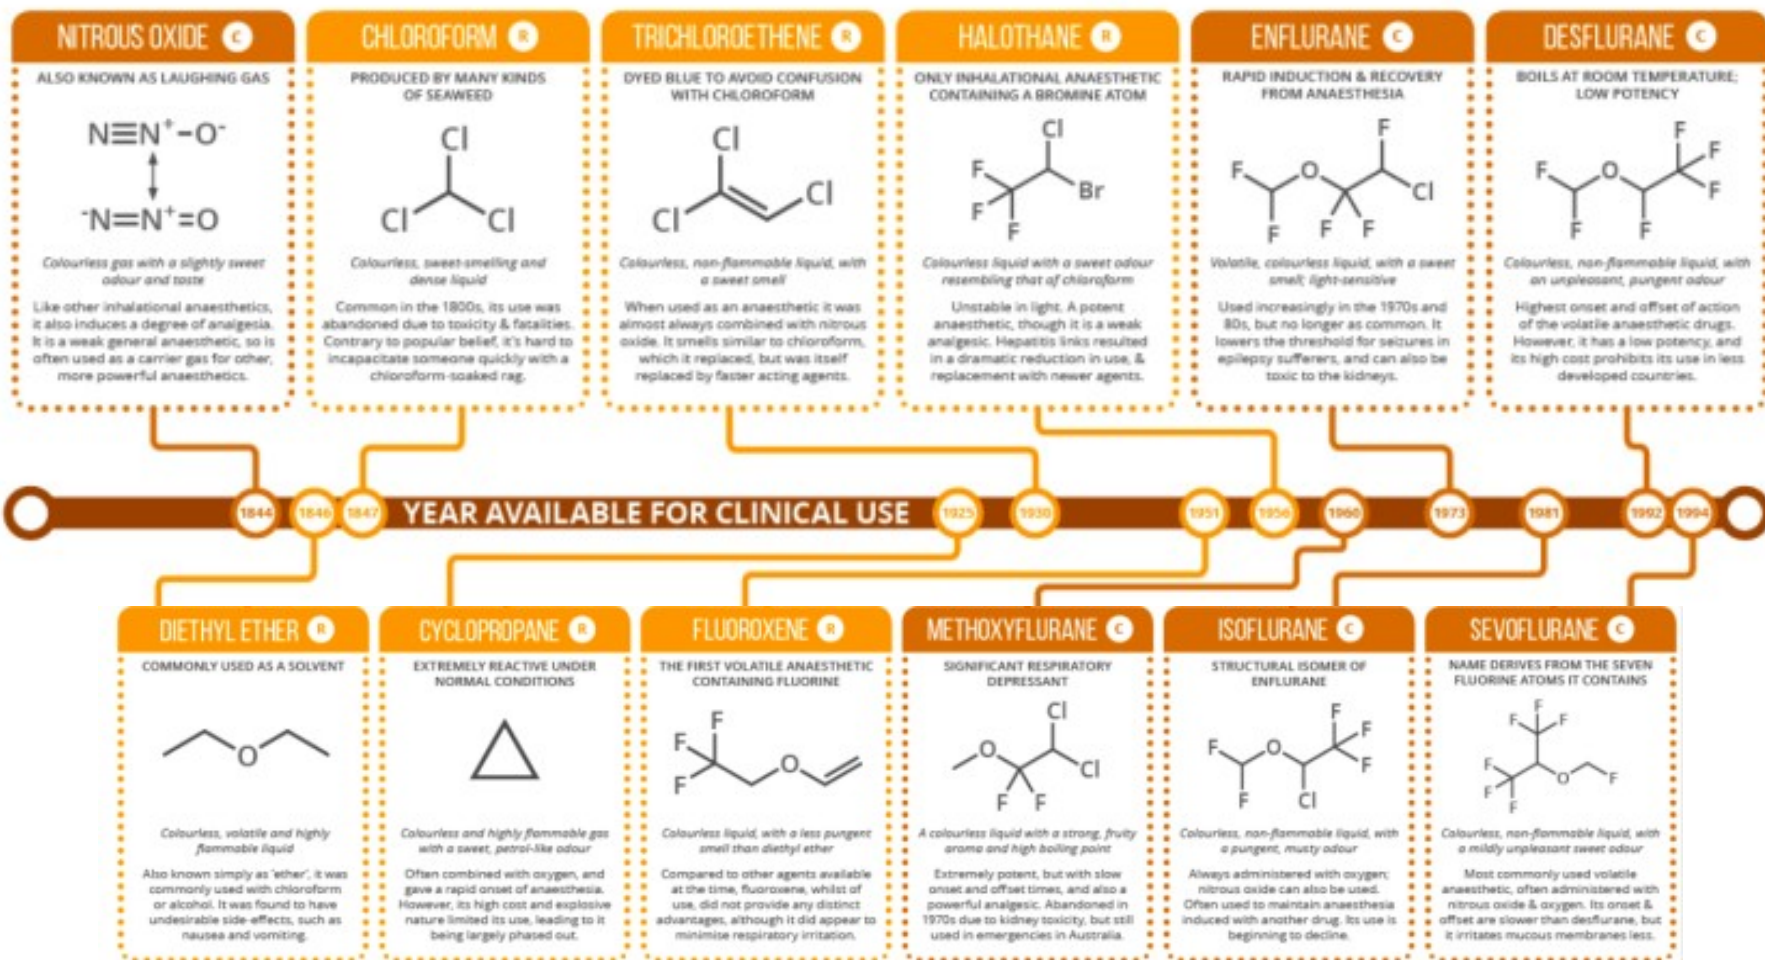 NITROUS OXIDE C
ALSO KNOWN AS LAUGHING GAS
N≡N⁺–O⁻
⁻N=N⁺=O
Colourless gas with a slightly sweet
odour and taste
Like other inhalational anaesthetics,
it also induces a degree of analgesia.
It is a weak general anaesthetic, so is
often used as a carrier gas for other,
more powerful anaesthetics.
CHLOROFORM R
PRODUCED BY MANY KINDS
OF SEAWEED
Cl
Cl Cl
Colourless, sweet-smelling and
dense liquid
Common in the 1800s, its use was
abandoned due to toxicity & fatalities.
Contrary to popular belief, it's hard to
incapacitate someone quickly with a
chloroform-soaked rag.
TRICHLOROETHENE R
DYED BLUE TO AVOID CONFUSION
WITH CHLOROFORM
Cl
Cl
Cl
Colourless, non-flammable liquid, with
a sweet smell
When used as an anaesthetic it was
almost always combined with nitrous
oxide. It smells similar to chloroform,
which it replaced, but was itself
replaced by faster acting agents.
HALOTHANE R
ONLY INHALATIONAL ANAESTHETIC
CONTAINING A BROMINE ATOM
Cl
F
Br
F
F
Colourless liquid with a sweet odour
resembling that of chloroform
Unstable in light. A potent
anaesthetic, though it is a weak
analgesic. Hepatitis links resulted
in a dramatic reduction in use, &
replacement with newer agents.
ENFLURANE C
RAPID INDUCTION & RECOVERY
FROM ANAESTHESIA
F
F O
Cl
F F F
Volatile, colourless liquid, with a sweet
smell; light-sensitive
Used increasingly in the 1970s and
80s, but no longer as common. It
lowers the threshold for seizures in
epilepsy sufferers, and can also be
toxic to the kidneys.
DESFLURANE C
BOILS AT ROOM TEMPERATURE;
LOW POTENCY
F
F O F
F
F F
Colourless, non-flammable liquid, with
an unpleasant, pungent odour
Highest onset and offset of action
of the volatile anaesthetic drugs.
However, it has a low potency, and
its high cost prohibits its use in less
developed countries.
1844 1846 1847 YEAR AVAILABLE FOR CLINICAL USE 1925 1930 1951 1956 1960 1973 1981 1992 1994
DIETHYL ETHER R
COMMONLY USED AS A SOLVENT
O
Colourless, volatile and highly
flammable liquid
Also known simply as 'ether', it was
commonly used with chloroform
or alcohol. It was found to have
undesirable side-effects, such as
nausea and vomiting.
CYCLOPROPANE R
EXTREMELY REACTIVE UNDER
NORMAL CONDITIONS
Colourless and highly flammable gas
with a sweet, petrol-like odour
Often combined with oxygen, and
gave a rapid onset of anaesthesia.
However, its high cost and explosive
nature limited its use, leading to it
being largely phased out.
FLUOROXENE R
THE FIRST VOLATILE ANAESTHETIC
CONTAINING FLUORINE
F
F
O
F
Colourless liquid, with a less pungent
smell than diethyl ether
Compared to other agents available
at the time, fluoroxene, whilst of
use, did not provide any distinct
advantages, although it did appear to
minimise respiratory irritation.
METHOXYFLURANE C
SIGNIFICANT RESPIRATORY
DEPRESSANT
Cl
O
Cl
F F
A colourless liquid with a strong, fruity
aroma and high boiling point
Extremely potent, but with slow
onset and offset times, and also a
powerful analgesic. Abandoned in
1970s due to kidney toxicity, but still
used in emergencies in Australia.
ISOFLURANE C
STRUCTURAL ISOMER OF
ENFLURANE
F
F O F
F
F Cl
Colourless, non-flammable liquid, with
a pungent, musty odour
Always administered with oxygen;
nitrous oxide can also be used.
Often used to maintain anaesthesia
induced with another drug. Its use is
beginning to decline.
SEVOFLURANE C
NAME DERIVES FROM THE SEVEN
FLUORINE ATOMS IT CONTAINS
F
F F
F
F O F
F
Colourless, non-flammable liquid, with
a mildly unpleasant sweet odour
Most commonly used volatile
anaesthetic, often administered with
nitrous oxide & oxygen. Its onset &
offset are slower than desflurane, but
it irritates mucous membranes less.